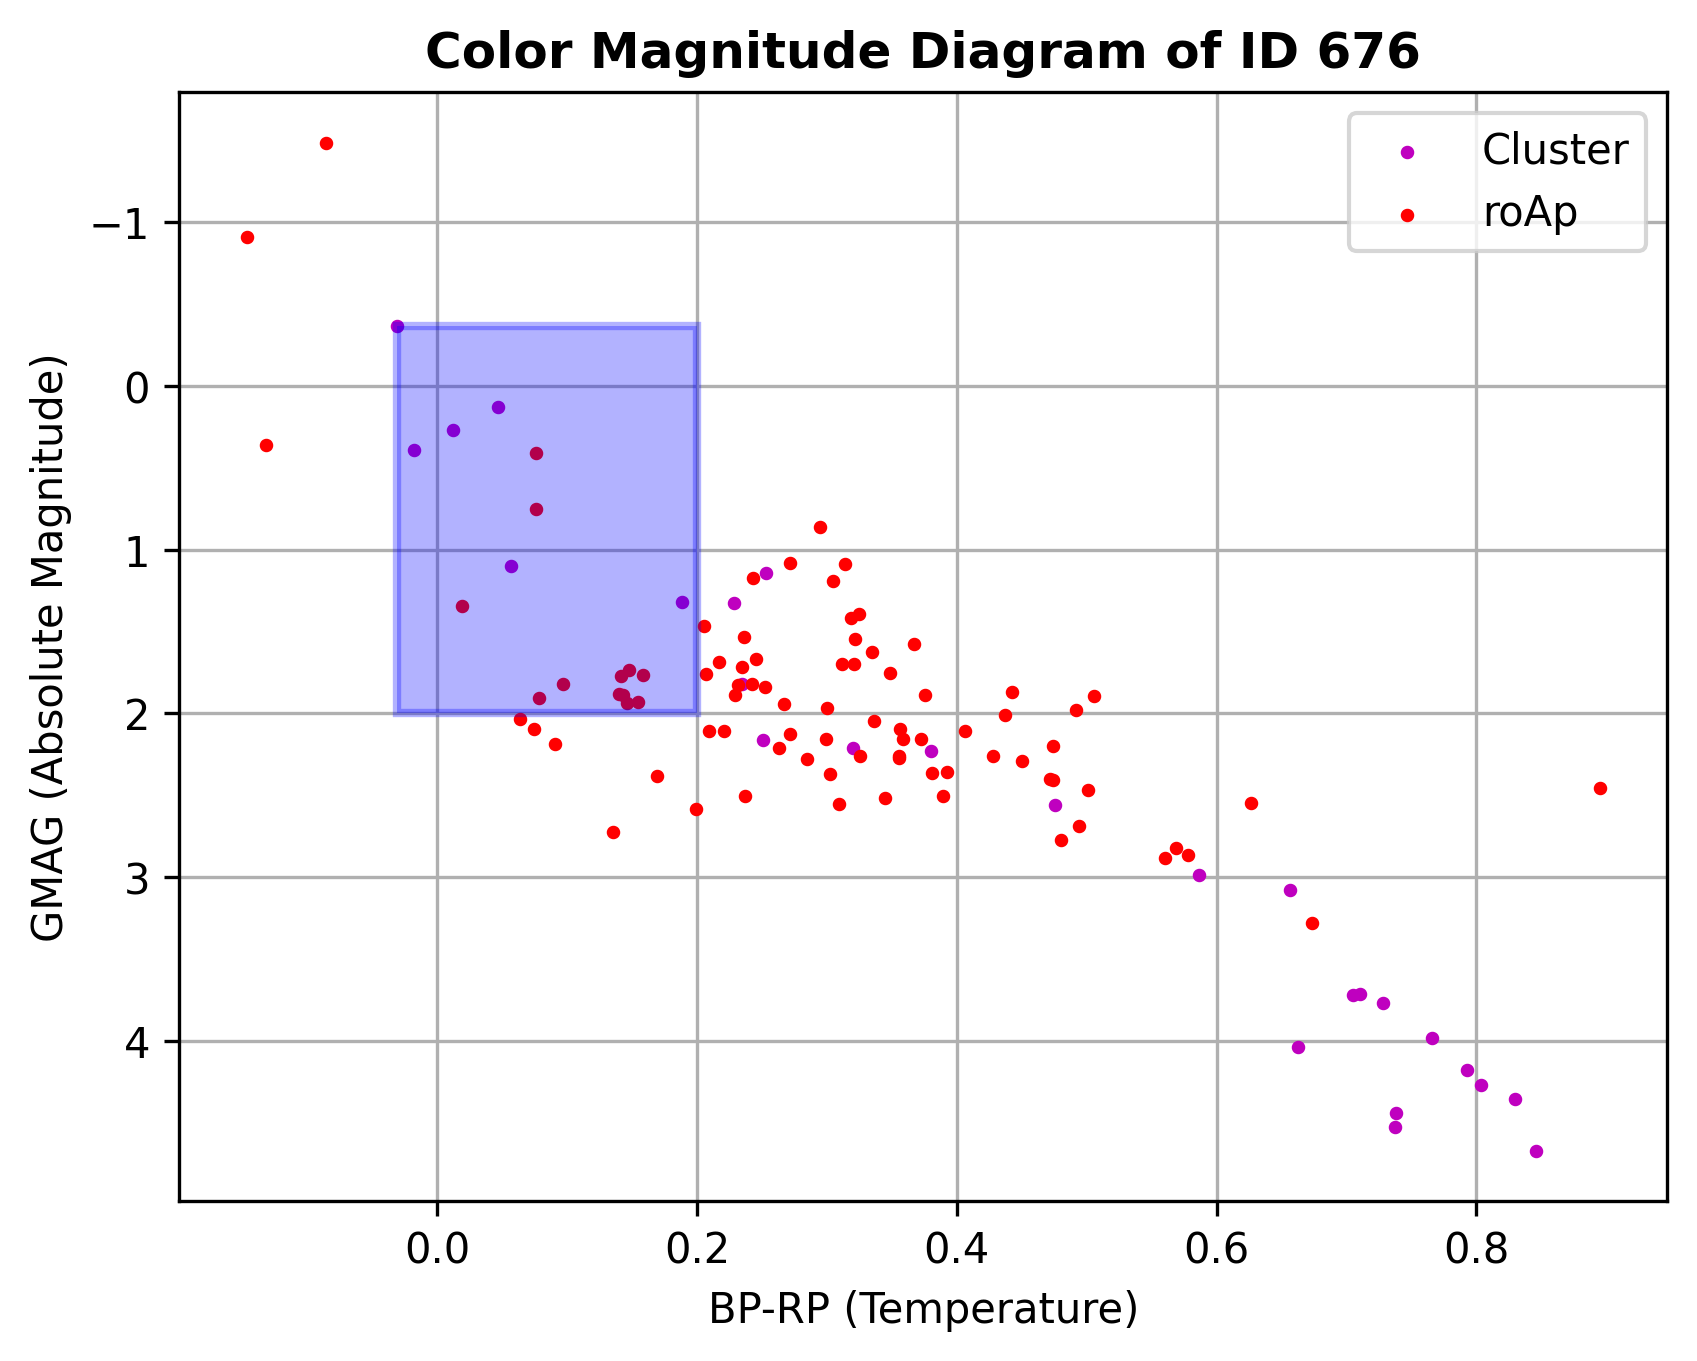 Color Magnitude Diagram of ID 676
Cluster
roAp
GMAG (Absolute Magnitude)
−1
0
1
2
3
4
0.0 0.2 0.4 0.6 0.8
BP-RP (Temperature)